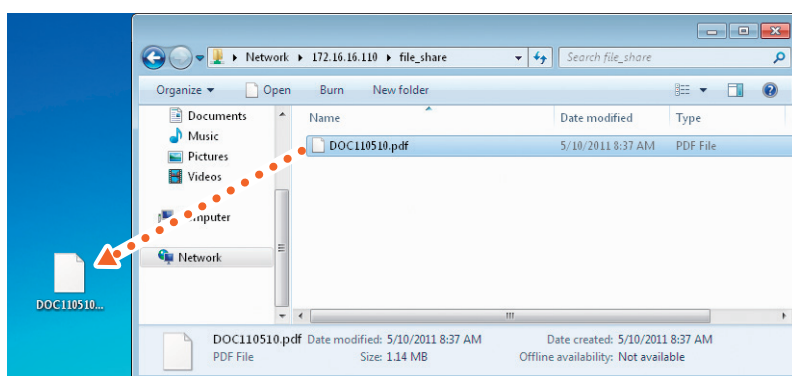 Network ▸ 172.16.16.110 ▸ file_share
Search file_share
Organize Open Burn New folder
Documents
Music
Pictures
Videos
Network
Name Date modified Type
DOC110510.pdf 5/10/2011 8:37 AM PDF File
DOC110510...
DOC110510.pdf Date modified: 5/10/2011 8:37 AM Date created: 5/10/2011 8:37 AM
PDF File Size: 1.14 MB Offline availability: Not available